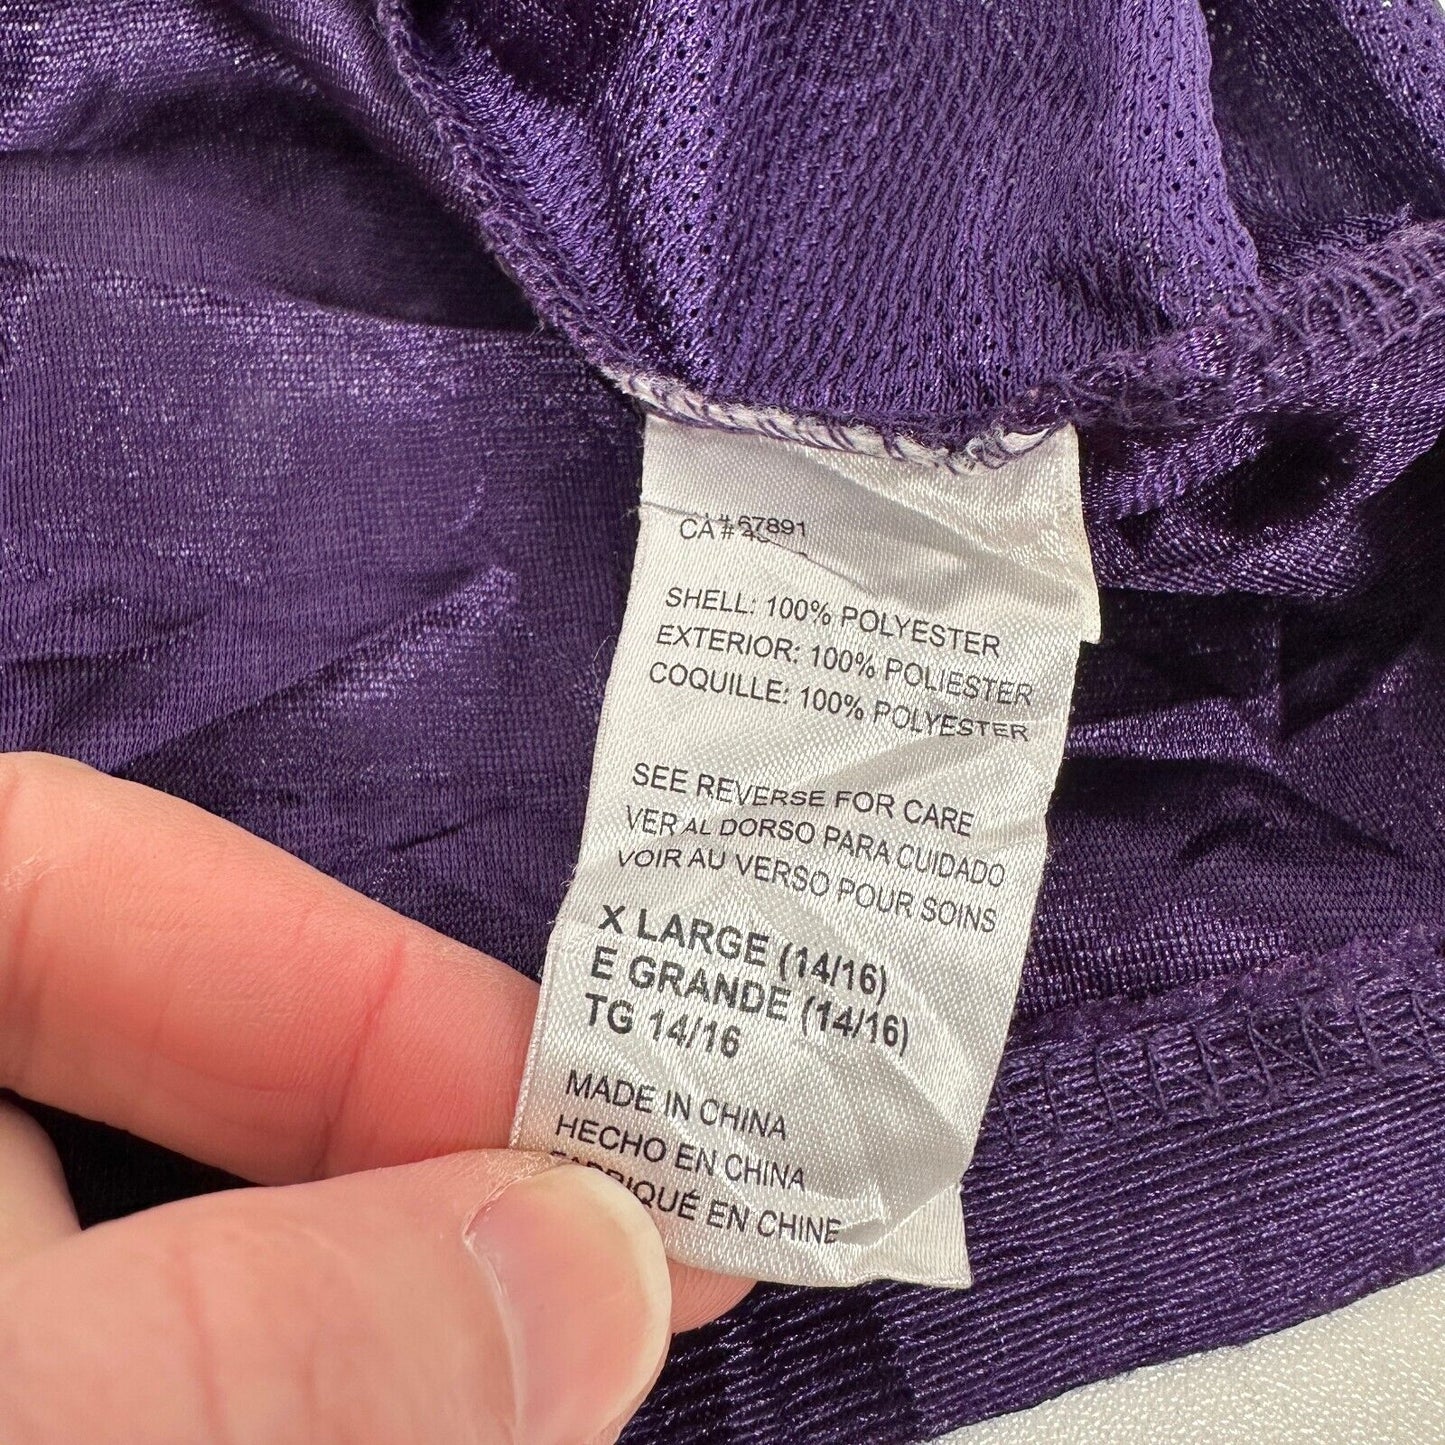 67891
CA#
SHELL: 100% POLYESTER
EXTERIOR: 100% POLIESTER
COQUILLE: 100% POLYESTER
SEE REVERSE FOR CARE
VER AL DORSO PARA CUIDADO
VOIR AU VERSO POUR SOINS
X LARGE (14/16)
E GRANDE (14/16)
TG 14/16
MADE IN CHINA
HECHO EN CHINA
FABRIQUÉ EN CHINE